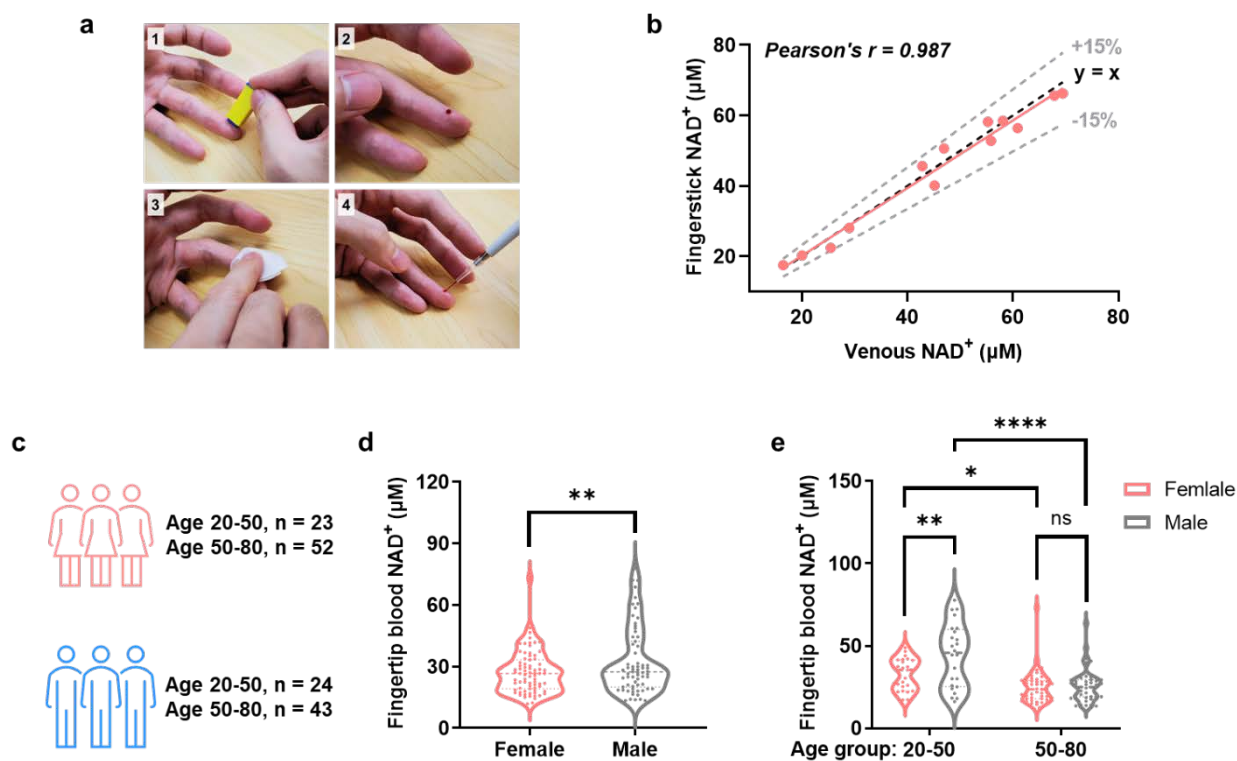 a
1
2
3
4
b
Pearson's r = 0.987
+15%
y = x
-15%
80
60
40
20
Fingerstick NAD⁺ (µM)
20
40
60
80
Venous NAD⁺ (µM)
c
Age 20-50, n = 23
Age 50-80, n = 52
Age 20-50, n = 24
Age 50-80, n = 43
d
**
120
90
60
30
0
Fingertip blood NAD⁺ (µM)
Female
Male
e
****
*
**
ns
150
100
50
0
Fingertip blood NAD⁺ (µM)
Age group: 20-50
50-80
Femlale
Male